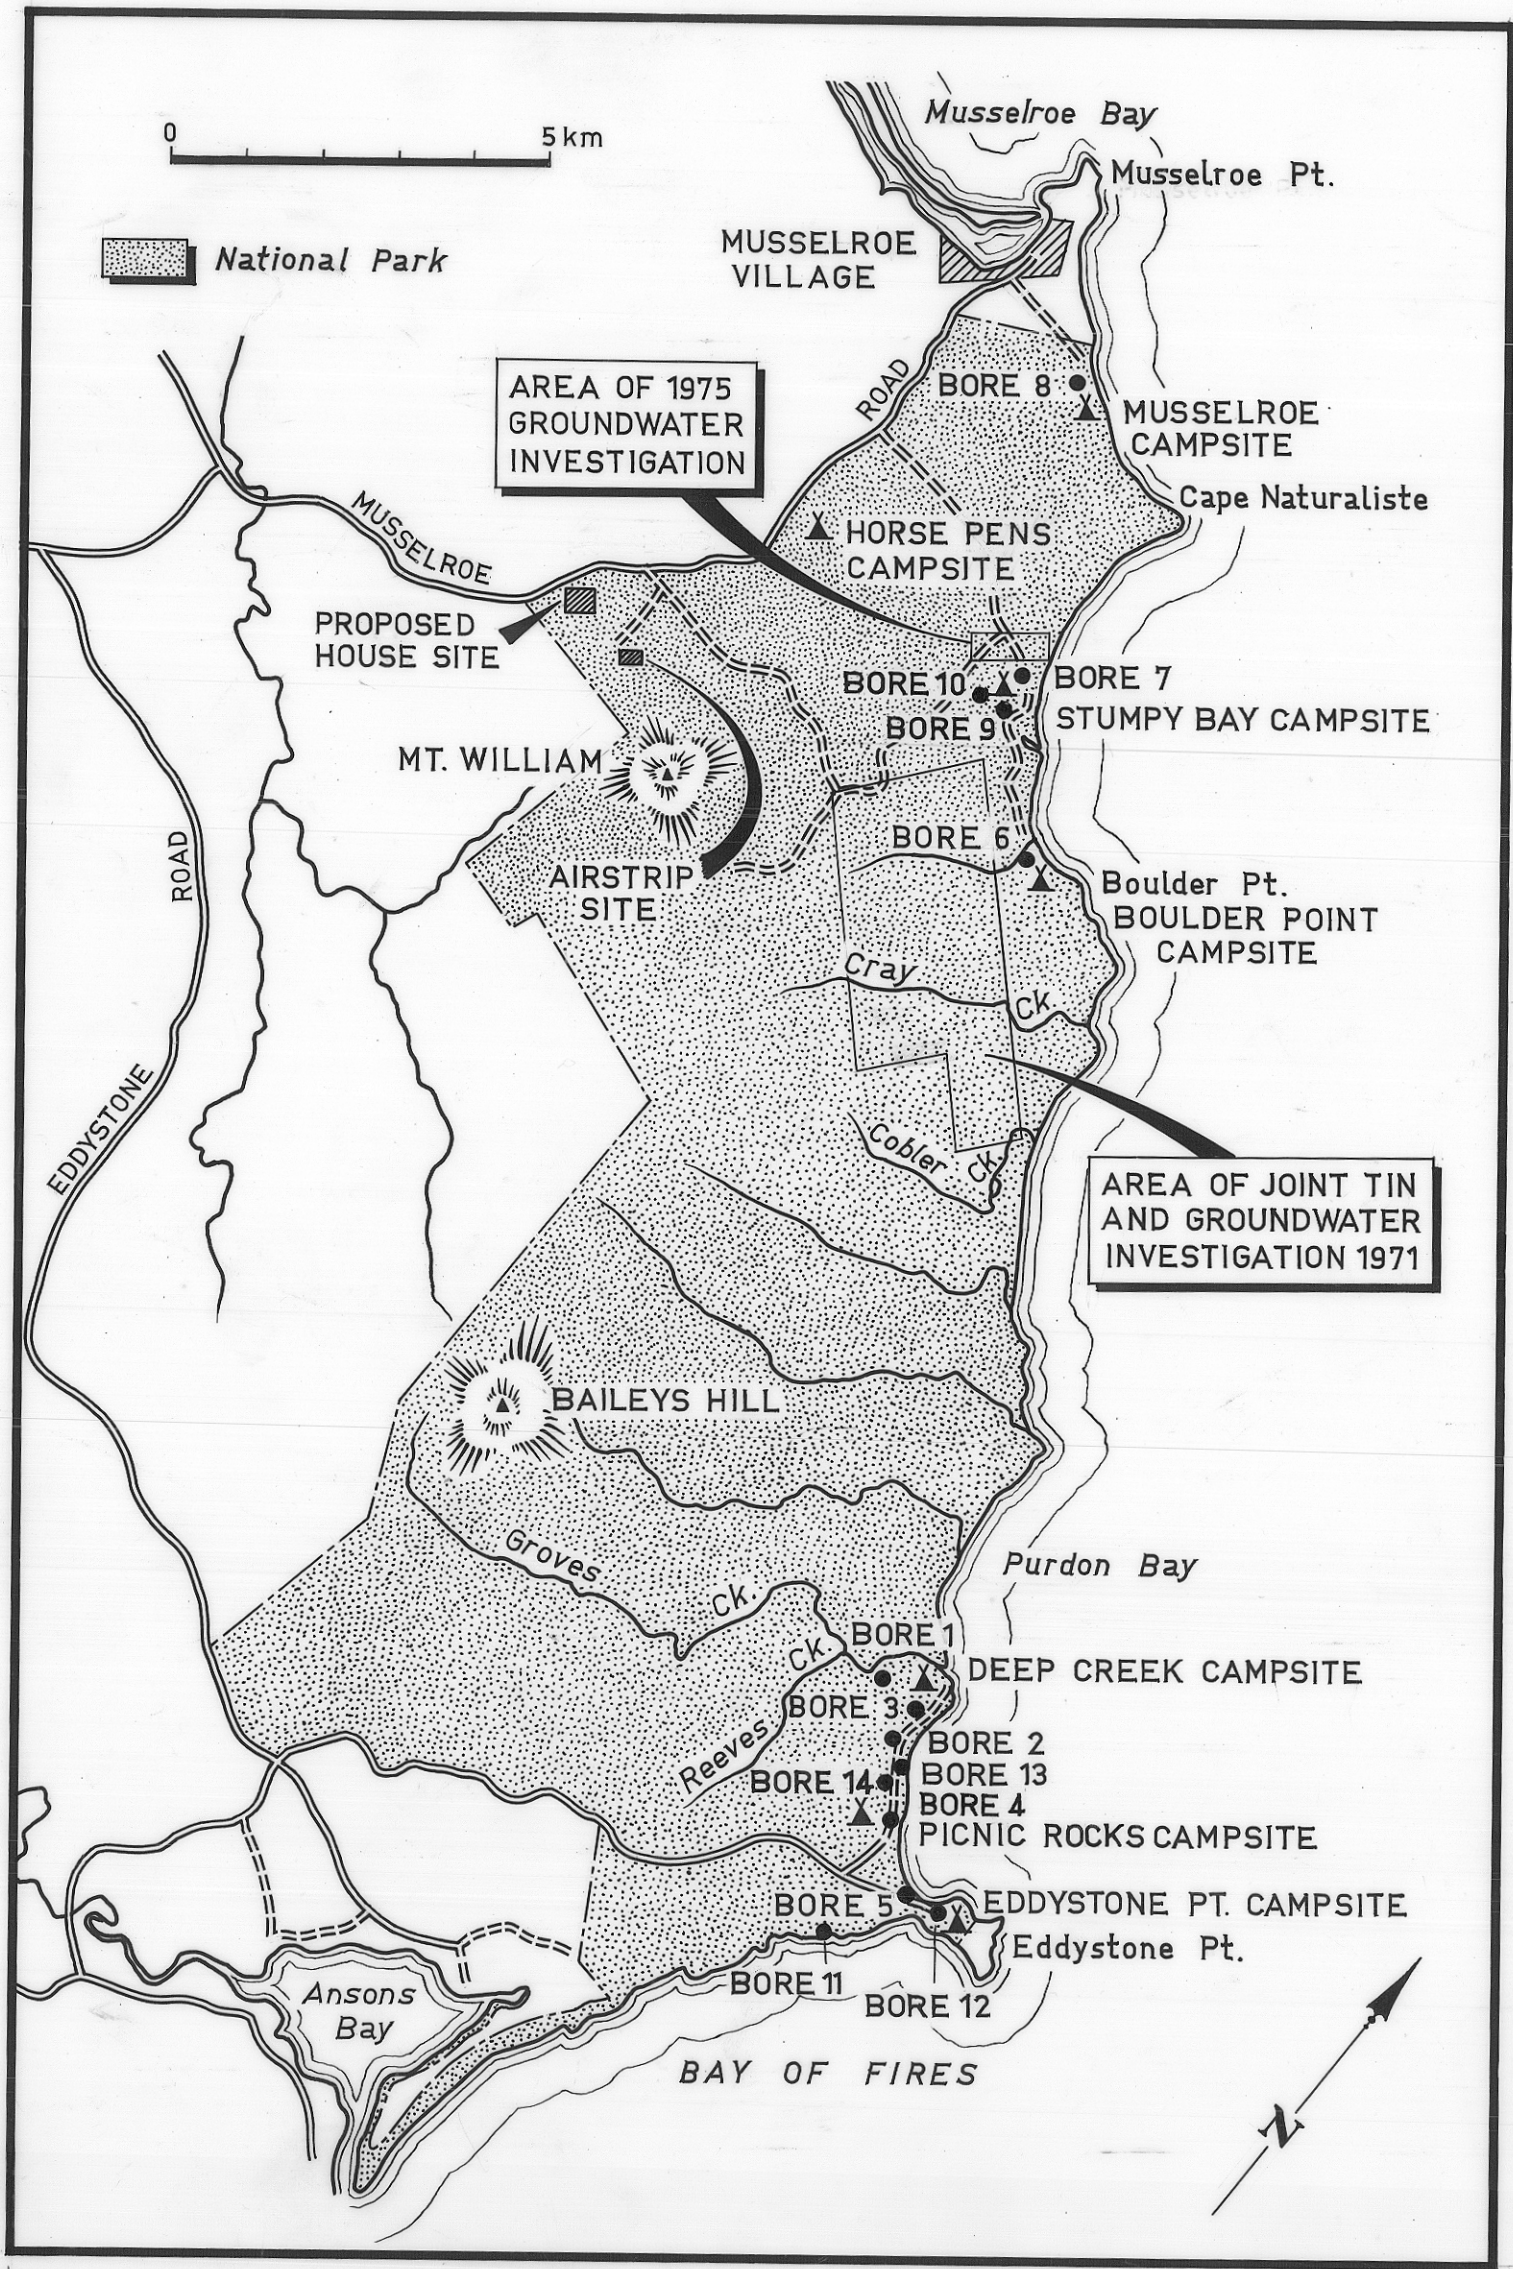 Musselroe Bay
0 5 km
Musselroe Pt.
MUSSELROE
VILLAGE
National Park
ROAD
BORE 8
AREA OF 1975
GROUNDWATER
INVESTIGATION
MUSSELROE
CAMPSITE
Cape Naturaliste
MUSSELROE
HORSE PENS
CAMPSITE
PROPOSED
HOUSE SITE
BORE 10
BORE 7
BORE 9
STUMPY BAY CAMPSITE
MT. WILLIAM
BORE 6
ROAD
AIRSTRIP
SITE
Boulder Pt.
BOULDER POINT
CAMPSITE
Cray Ck.
EDDYSTONE
Cobler Ck.
AREA OF JOINT TIN
AND GROUNDWATER
INVESTIGATION 1971
BAILEYS HILL
Groves Ck.
Purdon Bay
BORE 1
DEEP CREEK CAMPSITE
Reeves Ck.
BORE 3
BORE 2
BORE 14
BORE 13
BORE 4
PICNIC ROCKS CAMPSITE
BORE 5
EDDYSTONE PT. CAMPSITE
Eddystone Pt.
BORE 11
BORE 12
Ansons
Bay
BAY OF FIRES
N